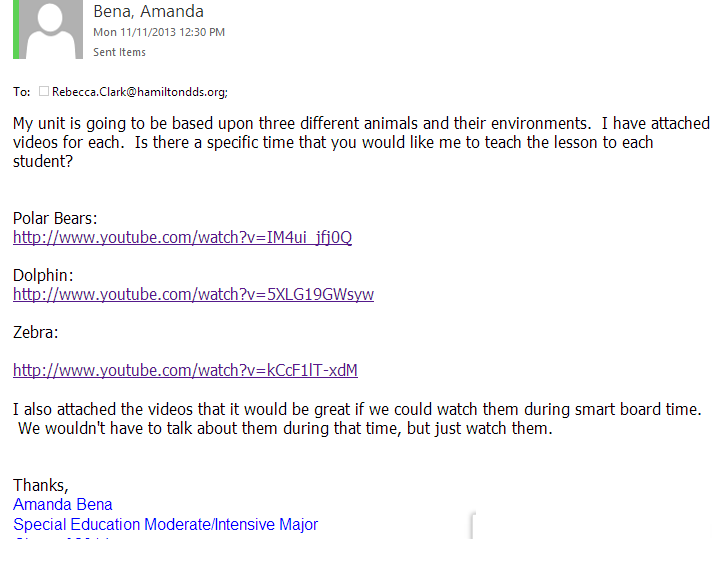 Bena, Amanda
Mon 11/11/2013 12:30 PM
Sent Items
To: Rebecca.Clark@hamiltondds.org;
My unit is going to be based upon three different animals and their environments. I have attached
videos for each. Is there a specific time that you would like me to teach the lesson to each
student?
Polar Bears:
http://www.youtube.com/watch?v=IM4ui_jfj0Q
Dolphin:
http://www.youtube.com/watch?v=5XLG19GWsyw
Zebra:
http://www.youtube.com/watch?v=kCcF1lT-xdM
I also attached the videos that it would be great if we could watch them during smart board time.
We wouldn't have to talk about them during that time, but just watch them.
Thanks,
Amanda Bena
Special Education Moderate/Intensive Major